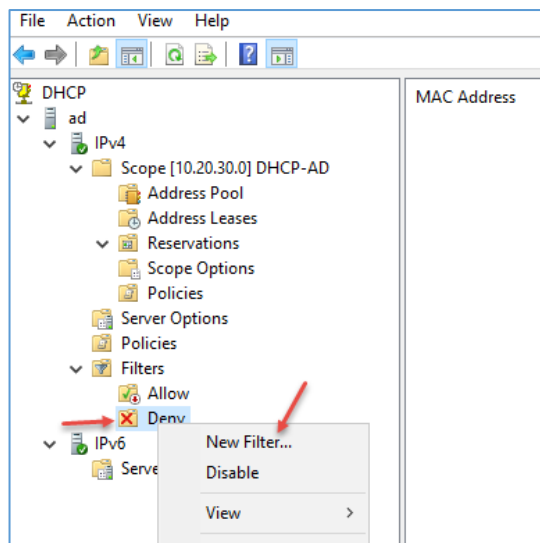 File Action View Help
DHCP
MAC Address
ad
IPv4
Scope [10.20.30.0] DHCP-AD
Address Pool
Address Leases
Reservations
Scope Options
Policies
Server Options
Policies
Filters
Allow
Deny
New Filter...
IPv6
Disable
Serve
View